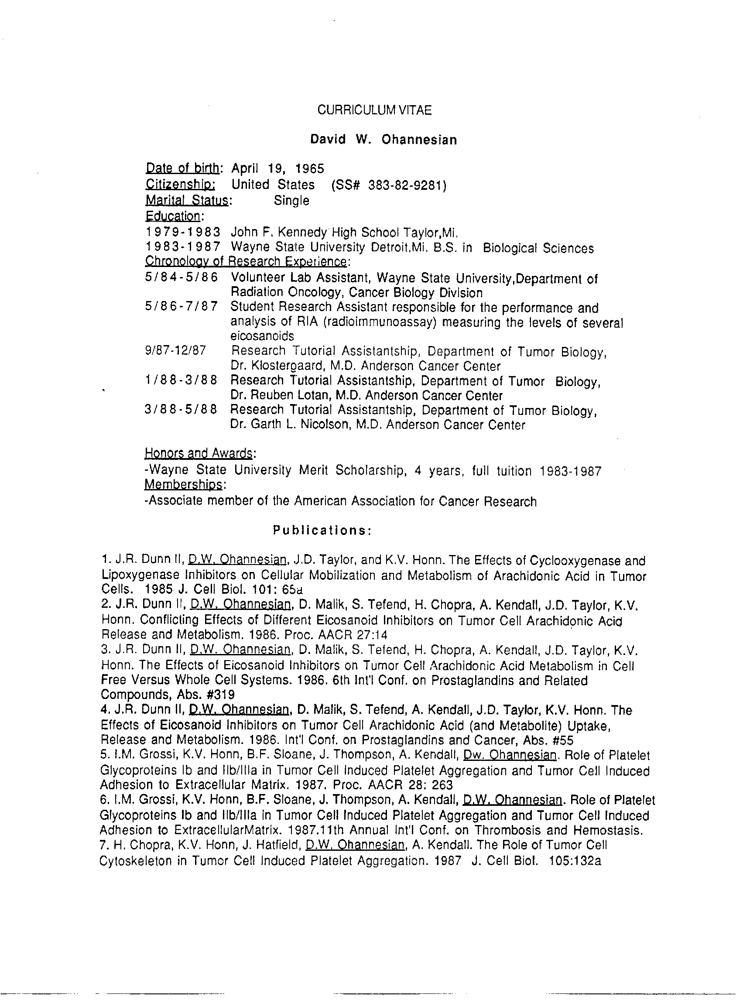 CURRICULUM VITAE
David W. Ohannesian
Date of birth: April 19, 1965
Citizenship: United States (SS# 383-82-9281)
Marital Status: Single
Education:
1979-1983 John F. Kennedy High School Taylor,Mi.
1983-1987 Wayne State University Detroit,Mi. B.S. in Biological Sciences
Chronology of Research Experience:
5/84-5/86 Volunteer Lab Assistant, Wayne State University,Department of
Radiation Oncology, Cancer Biology Division
5/86-7/87 Student Research Assistant responsible for the performance and
analysis of RIA (radioimmunoassay) measuring the levels of several
eicosanoids
9/87-12/87 Research Tutorial Assistantship, Department of Tumor Biology,
Dr. Klostergaard, M.D. Anderson Cancer Center
1/88-3/88 Research Tutorial Assistantship, Department of Tumor Biology,
Dr. Reuben Lotan, M.D. Anderson Cancer Center
3/88-5/88 Research Tutorial Assistantship, Department of Tumor Biology,
Dr. Garth L. Nicolson, M.D. Anderson Cancer Center
Honors and Awards:
-Wayne State University Merit Scholarship, 4 years, full tuition 1983-1987
Memberships:
-Associate member of the American Association for Cancer Research
Publications:
1. J.R. Dunn II, D.W. Ohannesian, J.D. Taylor, and K.V. Honn. The Effects of Cyclooxygenase and
Lipoxygenase Inhibitors on Cellular Mobilization and Metabolism of Arachidonic Acid in Tumor
Cells. 1985 J. Cell Biol. 101: 65a
2. J.R. Dunn II, D.W. Ohannesian, D. Malik, S. Tefend, H. Chopra, A. Kendall, J.D. Taylor, K.V.
Honn. Conflicting Effects of Different Eicosanoid Inhibitors on Tumor Cell Arachidonic Acid
Release and Metabolism. 1986. Proc. AACR 27:14
3. J.R. Dunn II, D.W. Ohannesian, D. Malik, S. Tefend, H. Chopra, A. Kendall, J.D. Taylor, K.V.
Honn. The Effects of Eicosanoid Inhibitors on Tumor Cell Arachidonic Acid Metabolism in Cell
Free Versus Whole Cell Systems. 1986. 6th Int'l Conf. on Prostaglandins and Related
Compounds, Abs. #319
4. J.R. Dunn II, D.W. Ohannesian, D. Malik, S. Tefend, A. Kendall, J.D. Taylor, K.V. Honn. The
Effects of Eicosanoid Inhibitors on Tumor Cell Arachidonic Acid (and Metabolite) Uptake,
Release and Metabolism. 1986. Int'l Conf. on Prostaglandins and Cancer, Abs. #55
5. I.M. Grossi, K.V. Honn, B.F. Sloane, J. Thompson, A. Kendall, Dw. Ohannesian. Role of Platelet
Glycoproteins Ib and IIb/IIIa in Tumor Cell Induced Platelet Aggregation and Tumor Cell Induced
Adhesion to Extracellular Matrix. 1987. Proc. AACR 28: 263
6. I.M. Grossi, K.V. Honn, B.F. Sloane, J. Thompson, A. Kendall, D.W. Ohannesian. Role of Platelet
Glycoproteins Ib and IIb/IIIa in Tumor Cell Induced Platelet Aggregation and Tumor Cell Induced
Adhesion to ExtracellularMatrix. 1987.11th Annual Int'l Conf. on Thrombosis and Hemostasis.
7. H. Chopra, K.V. Honn, J. Hatfield, D.W. Ohannesian, A. Kendall. The Role of Tumor Cell
Cytoskeleton in Tumor Cell Induced Platelet Aggregation. 1987 J. Cell Biol. 105:132a